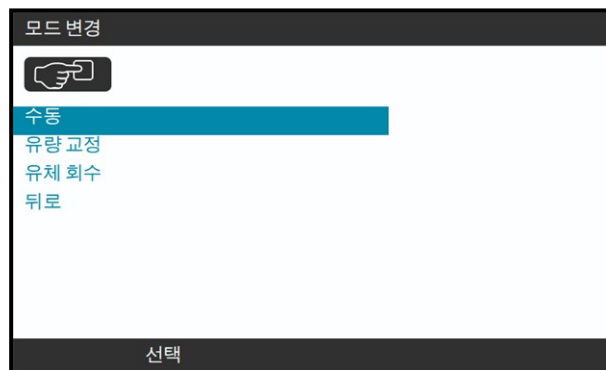 모드 변경
수동
유량 교정
유체 회수
뒤로
선택